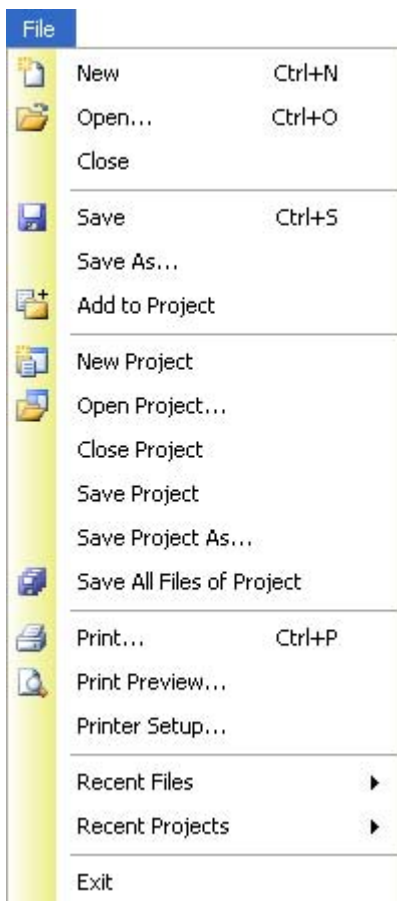 File
New Ctrl+N
Open... Ctrl+O
Close
Save Ctrl+S
Save As...
Add to Project
New Project
Open Project...
Close Project
Save Project
Save Project As...
Save All Files of Project
Print... Ctrl+P
Print Preview...
Printer Setup...
Recent Files
Recent Projects
Exit